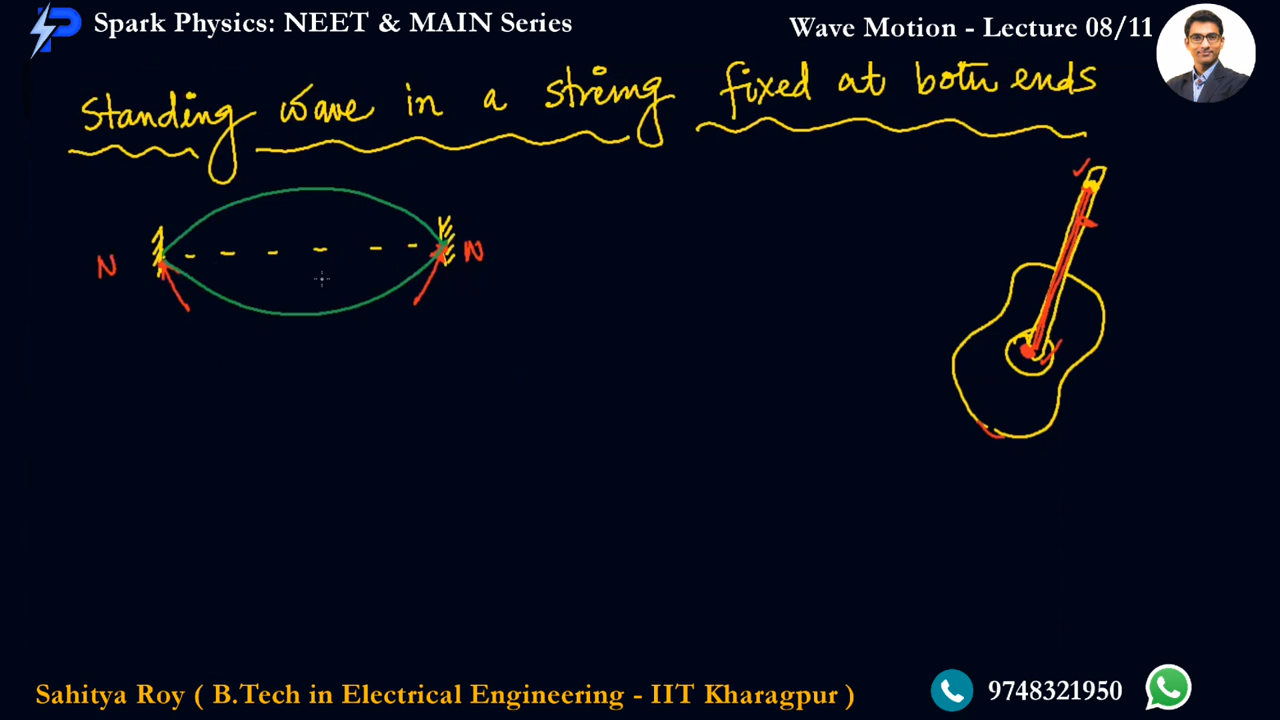 Spark Physics: NEET & MAIN Series
Wave Motion - Lecture 08/11
standing wave in a string fixed at both ends
N
N
Sahitya Roy ( B.Tech in Electrical Engineering - IIT Kharagpur )
9748321950